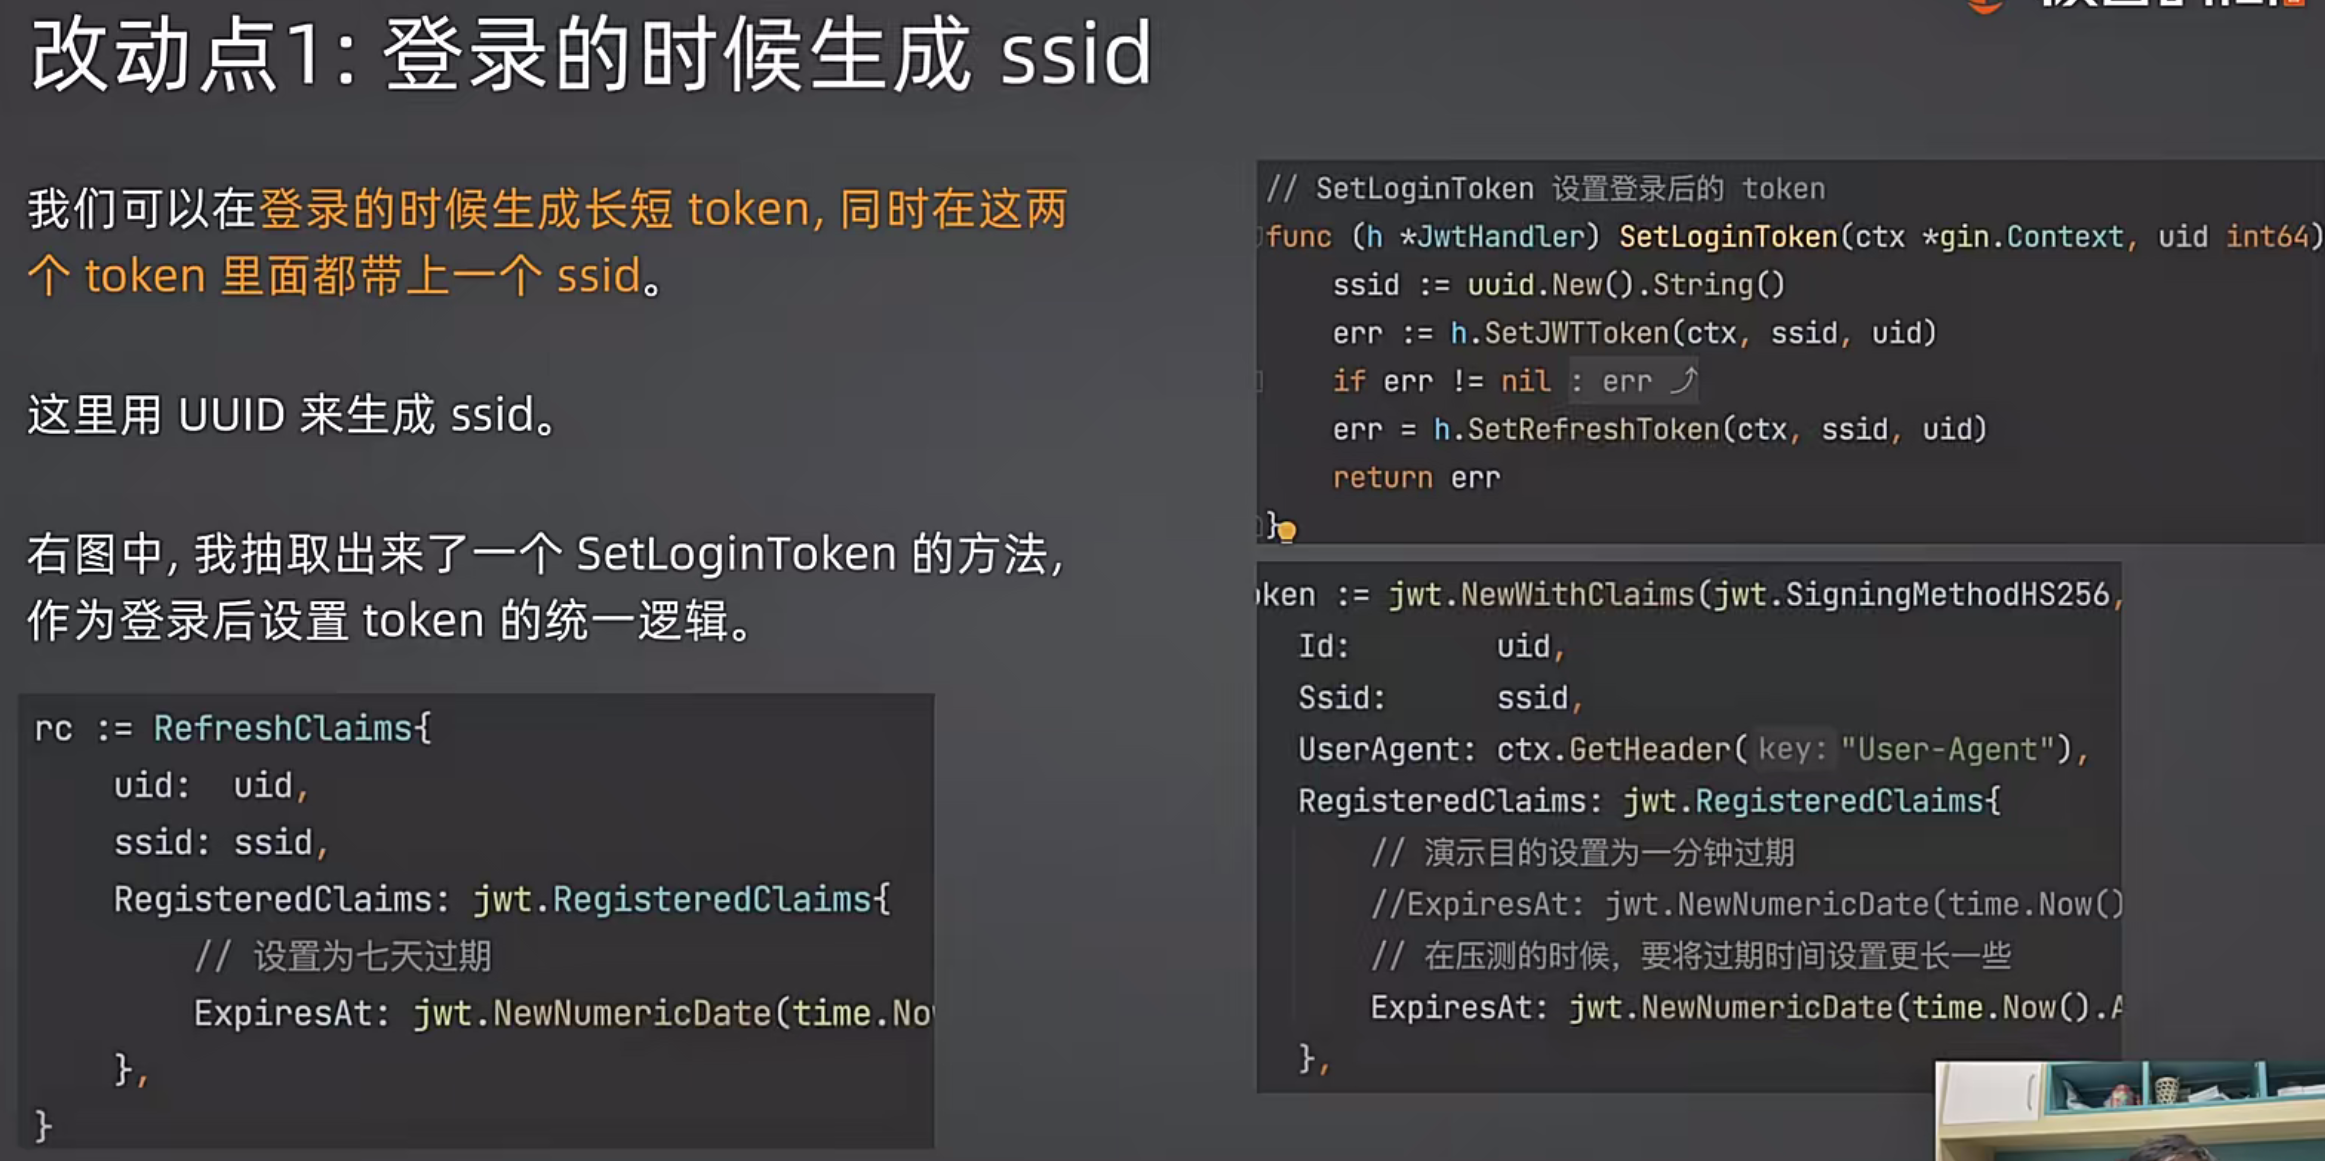 改动点1: 登录的时候生成 ssid
我们可以在登录的时候生成长短 token, 同时在这两
个 token 里面都带上一个 ssid。
这里用 UUID 来生成 ssid。
右图中, 我抽取出来了一个 SetLoginToken 的方法,
作为登录后设置 token 的统一逻辑。
rc := RefreshClaims{
uid: uid,
ssid: ssid,
RegisteredClaims: jwt.RegisteredClaims{
// 设置为七天过期
ExpiresAt: jwt.NewNumericDate(time.No
},
}
// SetLoginToken 设置登录后的 token
func (h *JwtHandler) SetLoginToken(ctx *gin.Context, uid int64)
ssid := uuid.New().String()
err := h.SetJWTToken(ctx, ssid, uid)
if err != nil : err ⤴
err = h.SetRefreshToken(ctx, ssid, uid)
return err
}
ken := jwt.NewWithClaims(jwt.SigningMethodHS256,
Id: uid,
Ssid: ssid,
UserAgent: ctx.GetHeader( key: "User-Agent"),
RegisteredClaims: jwt.RegisteredClaims{
// 演示目的设置为一分钟过期
//ExpiresAt: jwt.NewNumericDate(time.Now()
// 在压测的时候，要将过期时间设置更长一些
ExpiresAt: jwt.NewNumericDate(time.Now().A
},